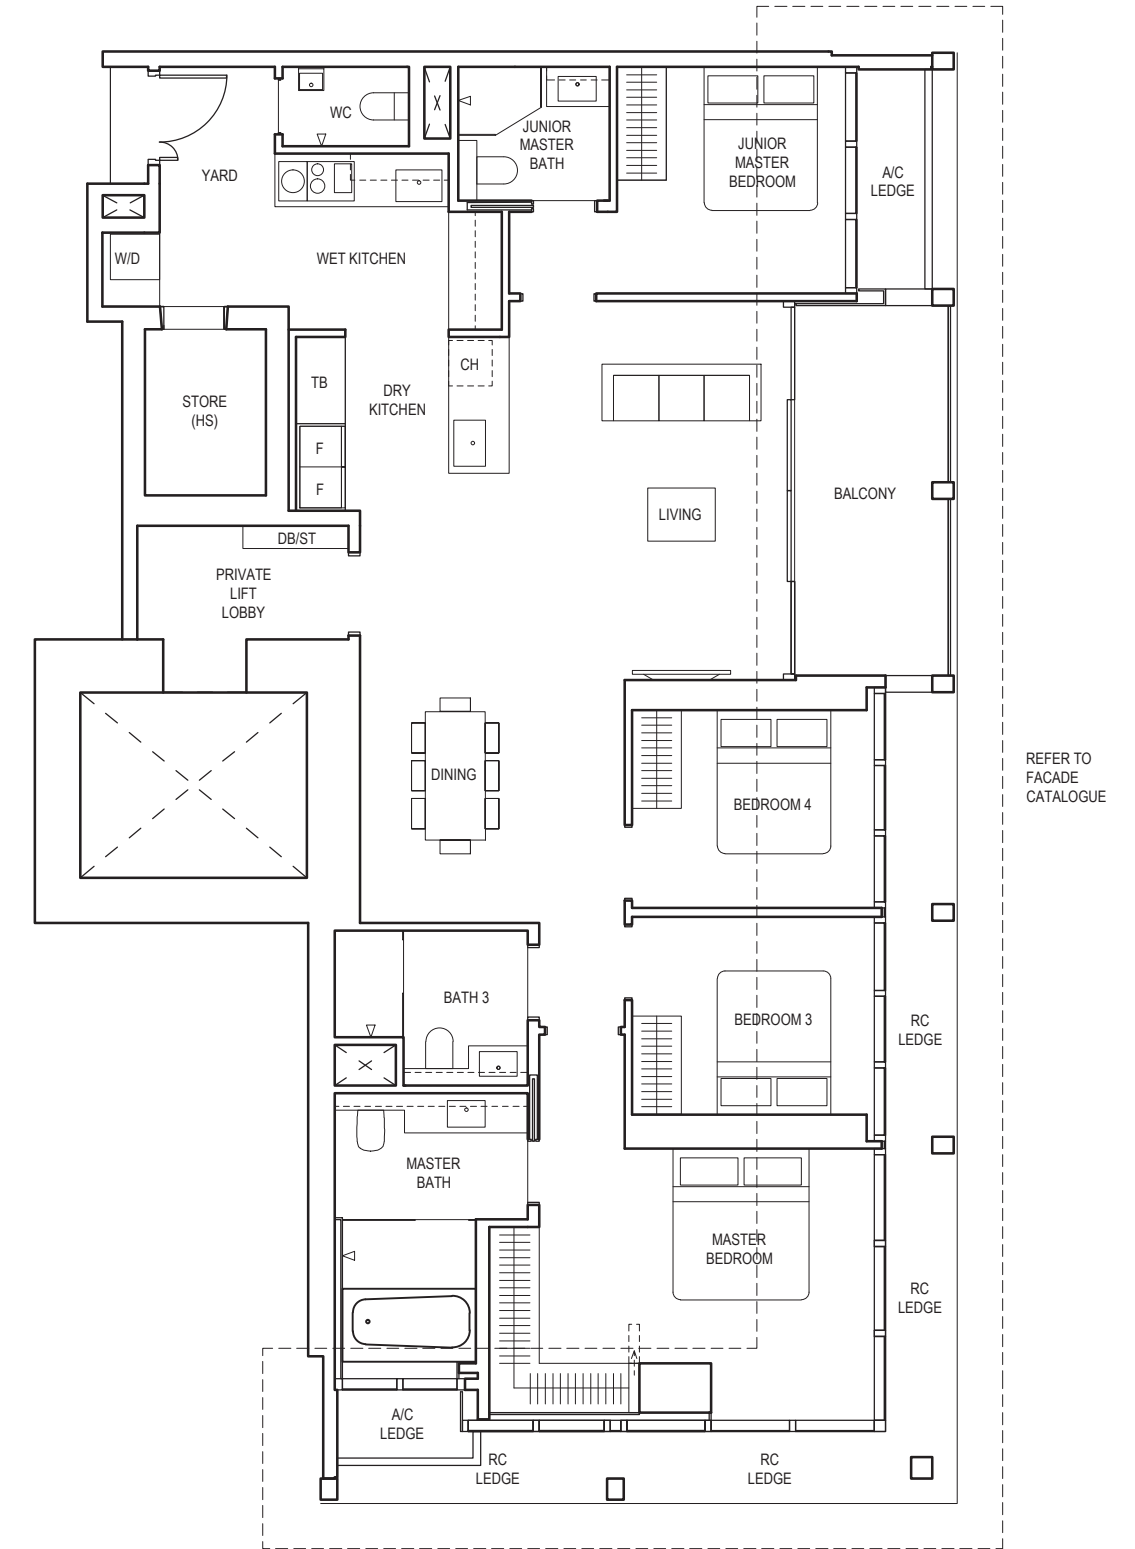 WC
JUNIOR
MASTER
BATH
JUNIOR
MASTER
BEDROOM
A/C
LEDGE
YARD
W/D
WET KITCHEN
STORE
(HS)
TB
F
F
DRY
KITCHEN
CH
LIVING
BALCONY
DB/ST
PRIVATE
LIFT
LOBBY
DINING
BEDROOM 4
REFER TO
FACADE
CATALOGUE
BATH 3
BEDROOM 3
RC
LEDGE
MASTER
BATH
MASTER
BEDROOM
RC
LEDGE
A/C
LEDGE
RC
LEDGE
RC
LEDGE